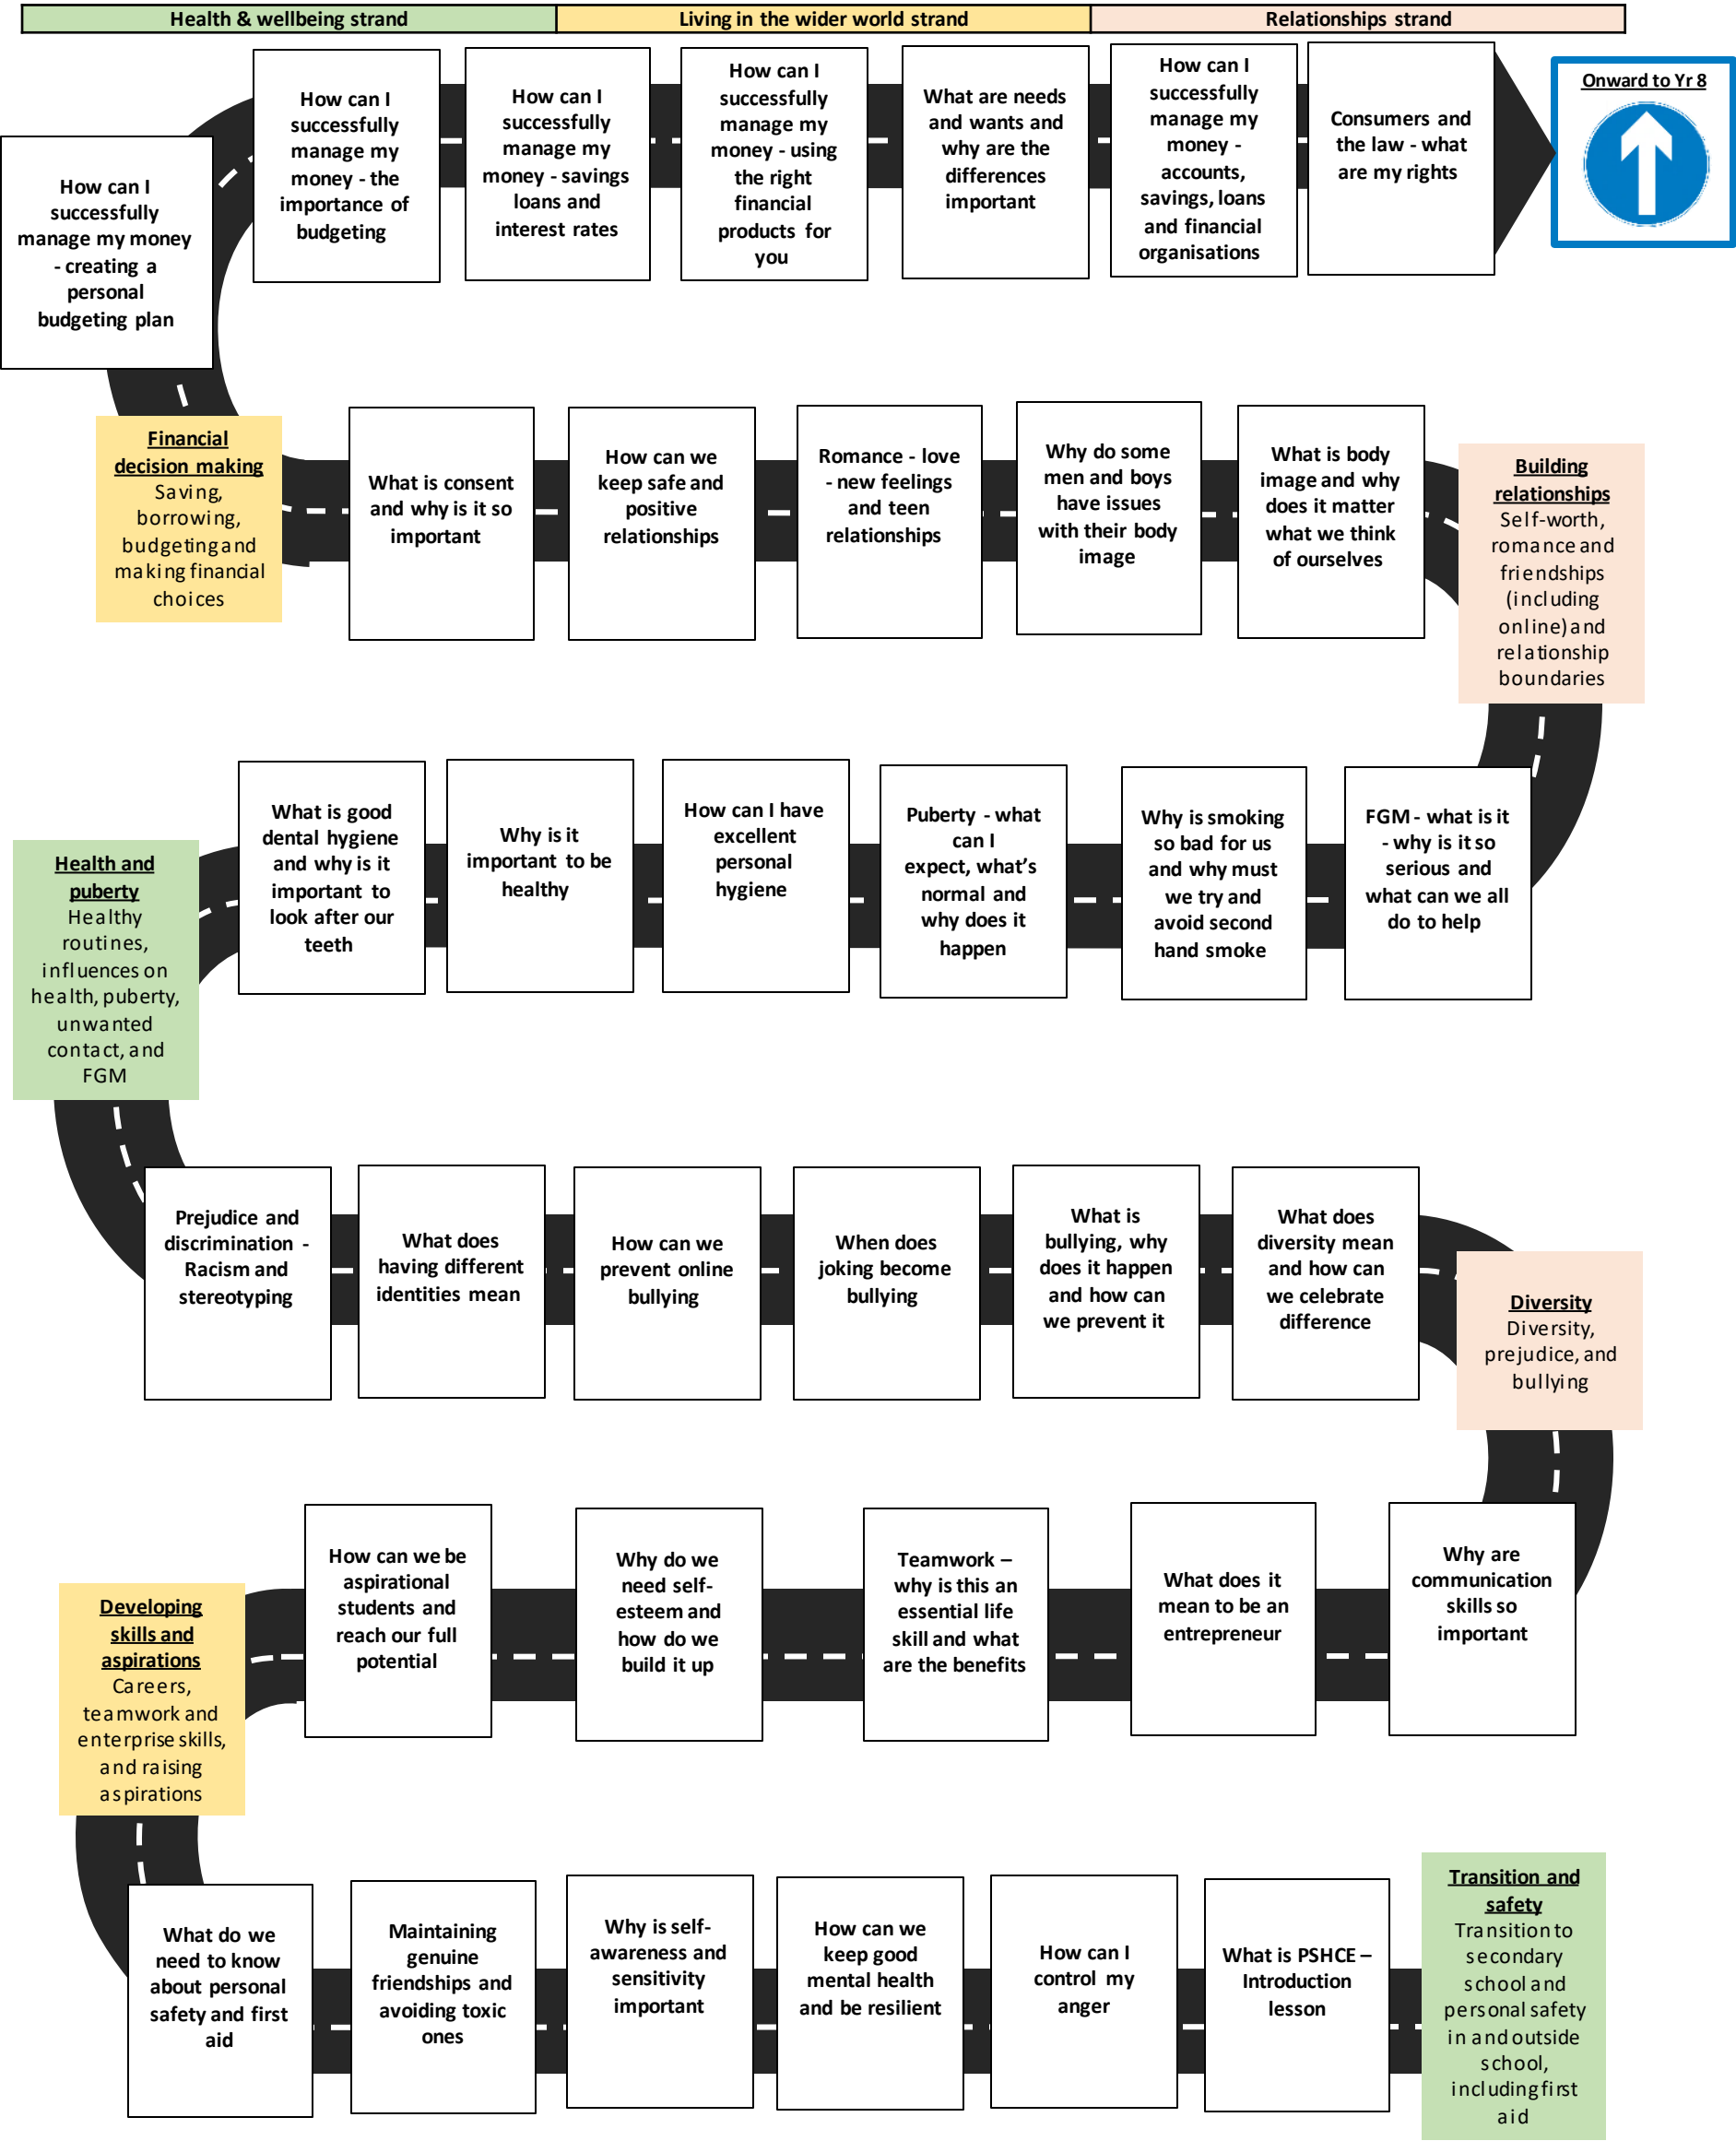 Health & wellbeing strand
Living in the wider world strand
Relationships strand
How can I
successfully
manage my money
- creating a
personal
budgeting plan
How can I
successfully
manage my
money - the
importance of
budgeting
How can I
successfully
manage my
money - savings
loans and
interest rates
How can I
successfully
manage my
money - using
the right
financial
products for
you
What are needs
and wants and
why are the
differences
important
How can I
successfully
manage my
money -
accounts,
savings, loans
and financial
organisations
Consumers and
the law - what
are my rights
Onward to Yr 8
Financial
decision making
Saving,
borrowing,
budgeting and
making financial
choices
What is consent
and why is it so
important
How can we
keep safe and
positive
relationships
Romance - love
- new feelings
and teen
relationships
Why do some
men and boys
have issues
with their body
image
What is body
image and why
does it matter
what we think
of ourselves
Building
relationships
Self-worth,
romance and
friendships
(including
online) and
relationship
boundaries
Health and
puberty
Healthy
routines,
influences on
health, puberty,
unwanted
contact, and
FGM
What is good
dental hygiene
and why is it
important to
look after our
teeth
Why is it
important to be
healthy
How can I have
excellent
personal
hygiene
Puberty - what
can I
expect, what's
normal and
why does it
happen
Why is smoking
so bad for us
and why must
we try and
avoid second
hand smoke
FGM - what is it
- why is it so
serious and
what can we all
do to help
Prejudice and
discrimination -
Racism and
stereotyping
What does
having different
identities mean
How can we
prevent online
bullying
When does
joking become
bullying
What is
bullying, why
does it happen
and how can
we prevent it
What does
diversity mean
and how can
we celebrate
difference
Diversity
Diversity,
prejudice, and
bullying
Developing
skills and
aspirations
Careers,
teamwork and
enterprise skills,
and raising
aspirations
How can we be
aspirational
students and
reach our full
potential
Why do we
need self-
esteem and
how do we
build it up
Teamwork –
why is this an
essential life
skill and what
are the benefits
What does it
mean to be an
entrepreneur
Why are
communication
skills so
important
What do we
need to know
about personal
safety and first
aid
Maintaining
genuine
friendships and
avoiding toxic
ones
Why is self-
awareness and
sensitivity
important
How can we
keep good
mental health
and be resilient
How can I
control my
anger
What is PSHCE –
Introduction
lesson
Transition and
safety
Transition to
secondary
school and
personal safety
in and outside
school,
including first
aid